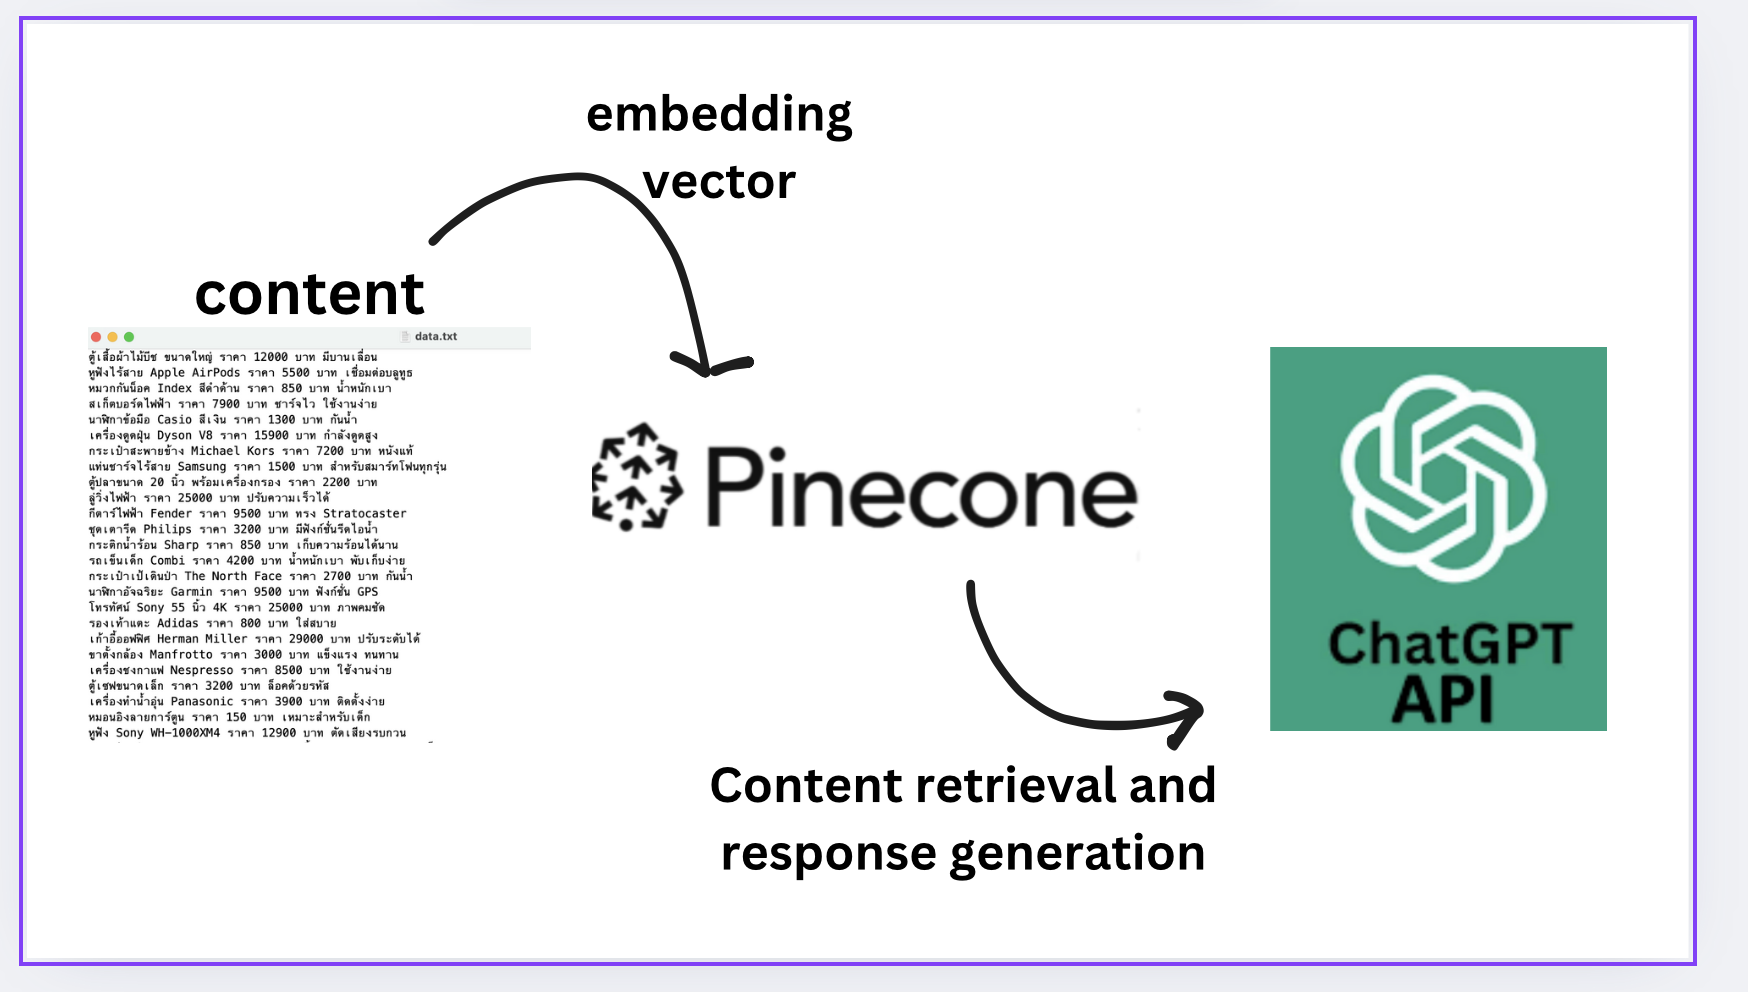 embedding
vector
content
data.txt
ตู้เสื้อผ้าไม้บีช ขนาดใหญ่ ราคา 12000 บาท มีบานเลื่อน
หูฟังไร้สาย Apple AirPods ราคา 5500 บาท เชื่อมต่อบลูทูธ
หมวกกันน็อค Index สีดำด้าน ราคา 850 บาท น้ำหนักเบา
สเก็ตบอร์ดไฟฟ้า ราคา 7900 บาท ชาร์จไว ใช้งานง่าย
นาฬิกาข้อมือ Casio สีเงิน ราคา 1300 บาท กันน้ำ
เครื่องดูดฝุ่น Dyson V8 ราคา 15900 บาท กำลังดูดสูง
กระเป๋าสะพายข้าง Michael Kors ราคา 7200 บาท หนังแท้
แท่นชาร์จไร้สาย Samsung ราคา 1500 บาท สำหรับสมาร์ทโฟนทุกรุ่น
ตู้ปลาขนาด 20 นิ้ว พร้อมเครื่องกรอง ราคา 2200 บาท
ลู่วิ่งไฟฟ้า ราคา 25000 บาท ปรับความเร็วได้
กีตาร์ไฟฟ้า Fender ราคา 9500 บาท ทรง Stratocaster
ชุดเตารีด Philips ราคา 3200 บาท มีฟังก์ชั่นรีดไอน้ำ
กระติกน้ำร้อน Sharp ราคา 850 บาท เก็บความร้อนได้นาน
รถเข็นเด็ก Combi ราคา 4200 บาท น้ำหนักเบา พับเก็บง่าย
กระเป๋าเป้เดินป่า The North Face ราคา 2700 บาท กันน้ำ
นาฬิกาอัจฉริยะ Garmin ราคา 9500 บาท ฟังก์ชั่น GPS
โทรทัศน์ Sony 55 นิ้ว 4K ราคา 25000 บาท ภาพคมชัด
รองเท้าแตะ Adidas ราคา 800 บาท ใส่สบาย
เก้าอี้ออฟฟิศ Herman Miller ราคา 29000 บาท ปรับระดับได้
ขาตั้งกล้อง Manfrotto ราคา 3000 บาท แข็งแรง ทนทาน
เครื่องชงกาแฟ Nespresso ราคา 8500 บาท ใช้งานง่าย
ตู้เซฟขนาดเล็ก ราคา 3200 บาท ล็อคด้วยรหัส
เครื่องทำน้ำอุ่น Panasonic ราคา 3900 บาท ติดตั้งง่าย
หมอนอิงลายการ์ตูน ราคา 150 บาท เหมาะสำหรับเด็ก
หูฟัง Sony WH-1000XM4 ราคา 12900 บาท ตัดเสียงรบกวน
Pinecone
ChatGPT
API
Content retrieval and
response generation